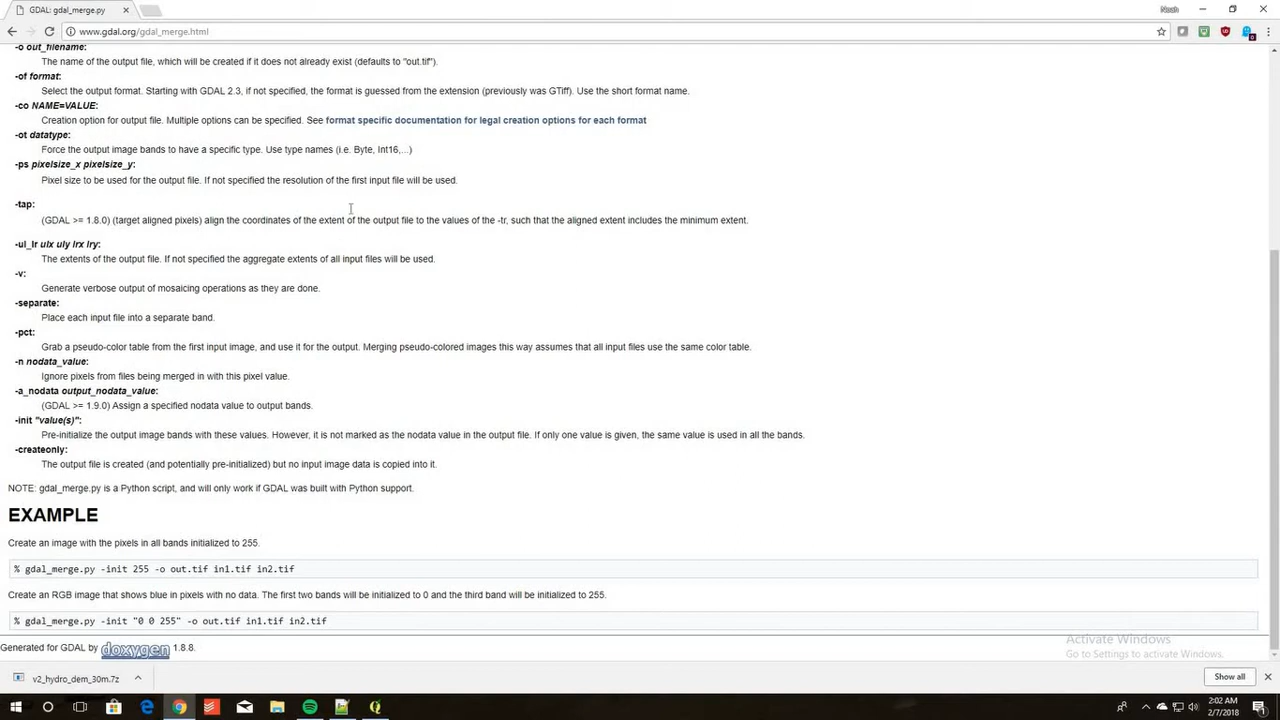 GDAL: gdal_merge.py
Noah
www.gdal.org/gdal_merge.html
-o out_filename:
The name of the output file, which will be created if it does not already exist (defaults to "out.tif").
-of format:
Select the output format. Starting with GDAL 2.3, if not specified, the format is guessed from the extension (previously was GTiff). Use the short format name.
-co NAME=VALUE:
Creation option for output file. Multiple options can be specified. See format specific documentation for legal creation options for each format
-ot datatype:
Force the output image bands to have a specific type. Use type names (i.e. Byte, Int16,...)
-ps pixelsize_x pixelsize_y:
Pixel size to be used for the output file. If not specified the resolution of the first input file will be used.
-tap:
(GDAL >= 1.8.0) (target aligned pixels) align the coordinates of the extent of the output file to the values of the -tr, such that the aligned extent includes the minimum extent.
-ul_lr ulx uly lrx lry:
The extents of the output file. If not specified the aggregate extents of all input files will be used.
-v:
Generate verbose output of mosaicing operations as they are done.
-separate:
Place each input file into a separate band.
-pct:
Grab a pseudo-color table from the first input image, and use it for the output. Merging pseudo-colored images this way assumes that all input files use the same color table.
-n nodata_value:
Ignore pixels from files being merged in with this pixel value.
-a_nodata output_nodata_value:
(GDAL >= 1.9.0) Assign a specified nodata value to output bands.
-init "value(s)":
Pre-initialize the output image bands with these values. However, it is not marked as the nodata value in the output file. If only one value is given, the same value is used in all the bands.
-createonly:
The output file is created (and potentially pre-initialized) but no input image data is copied into it.
NOTE: gdal_merge.py is a Python script, and will only work if GDAL was built with Python support.
EXAMPLE
Create an image with the pixels in all bands initialized to 255.
% gdal_merge.py -init 255 -o out.tif in1.tif in2.tif
Create an RGB image that shows blue in pixels with no data. The first two bands will be initialized to 0 and the third band will be initialized to 255.
% gdal_merge.py -init "0 0 255" -o out.tif in1.tif in2.tif
Generated for GDAL by doxygen 1.8.8.
Activate Windows
Go to Settings to activate Windows.
v2_hydro_dem_30m.7z
Show all
2:02 AM
2/7/2018